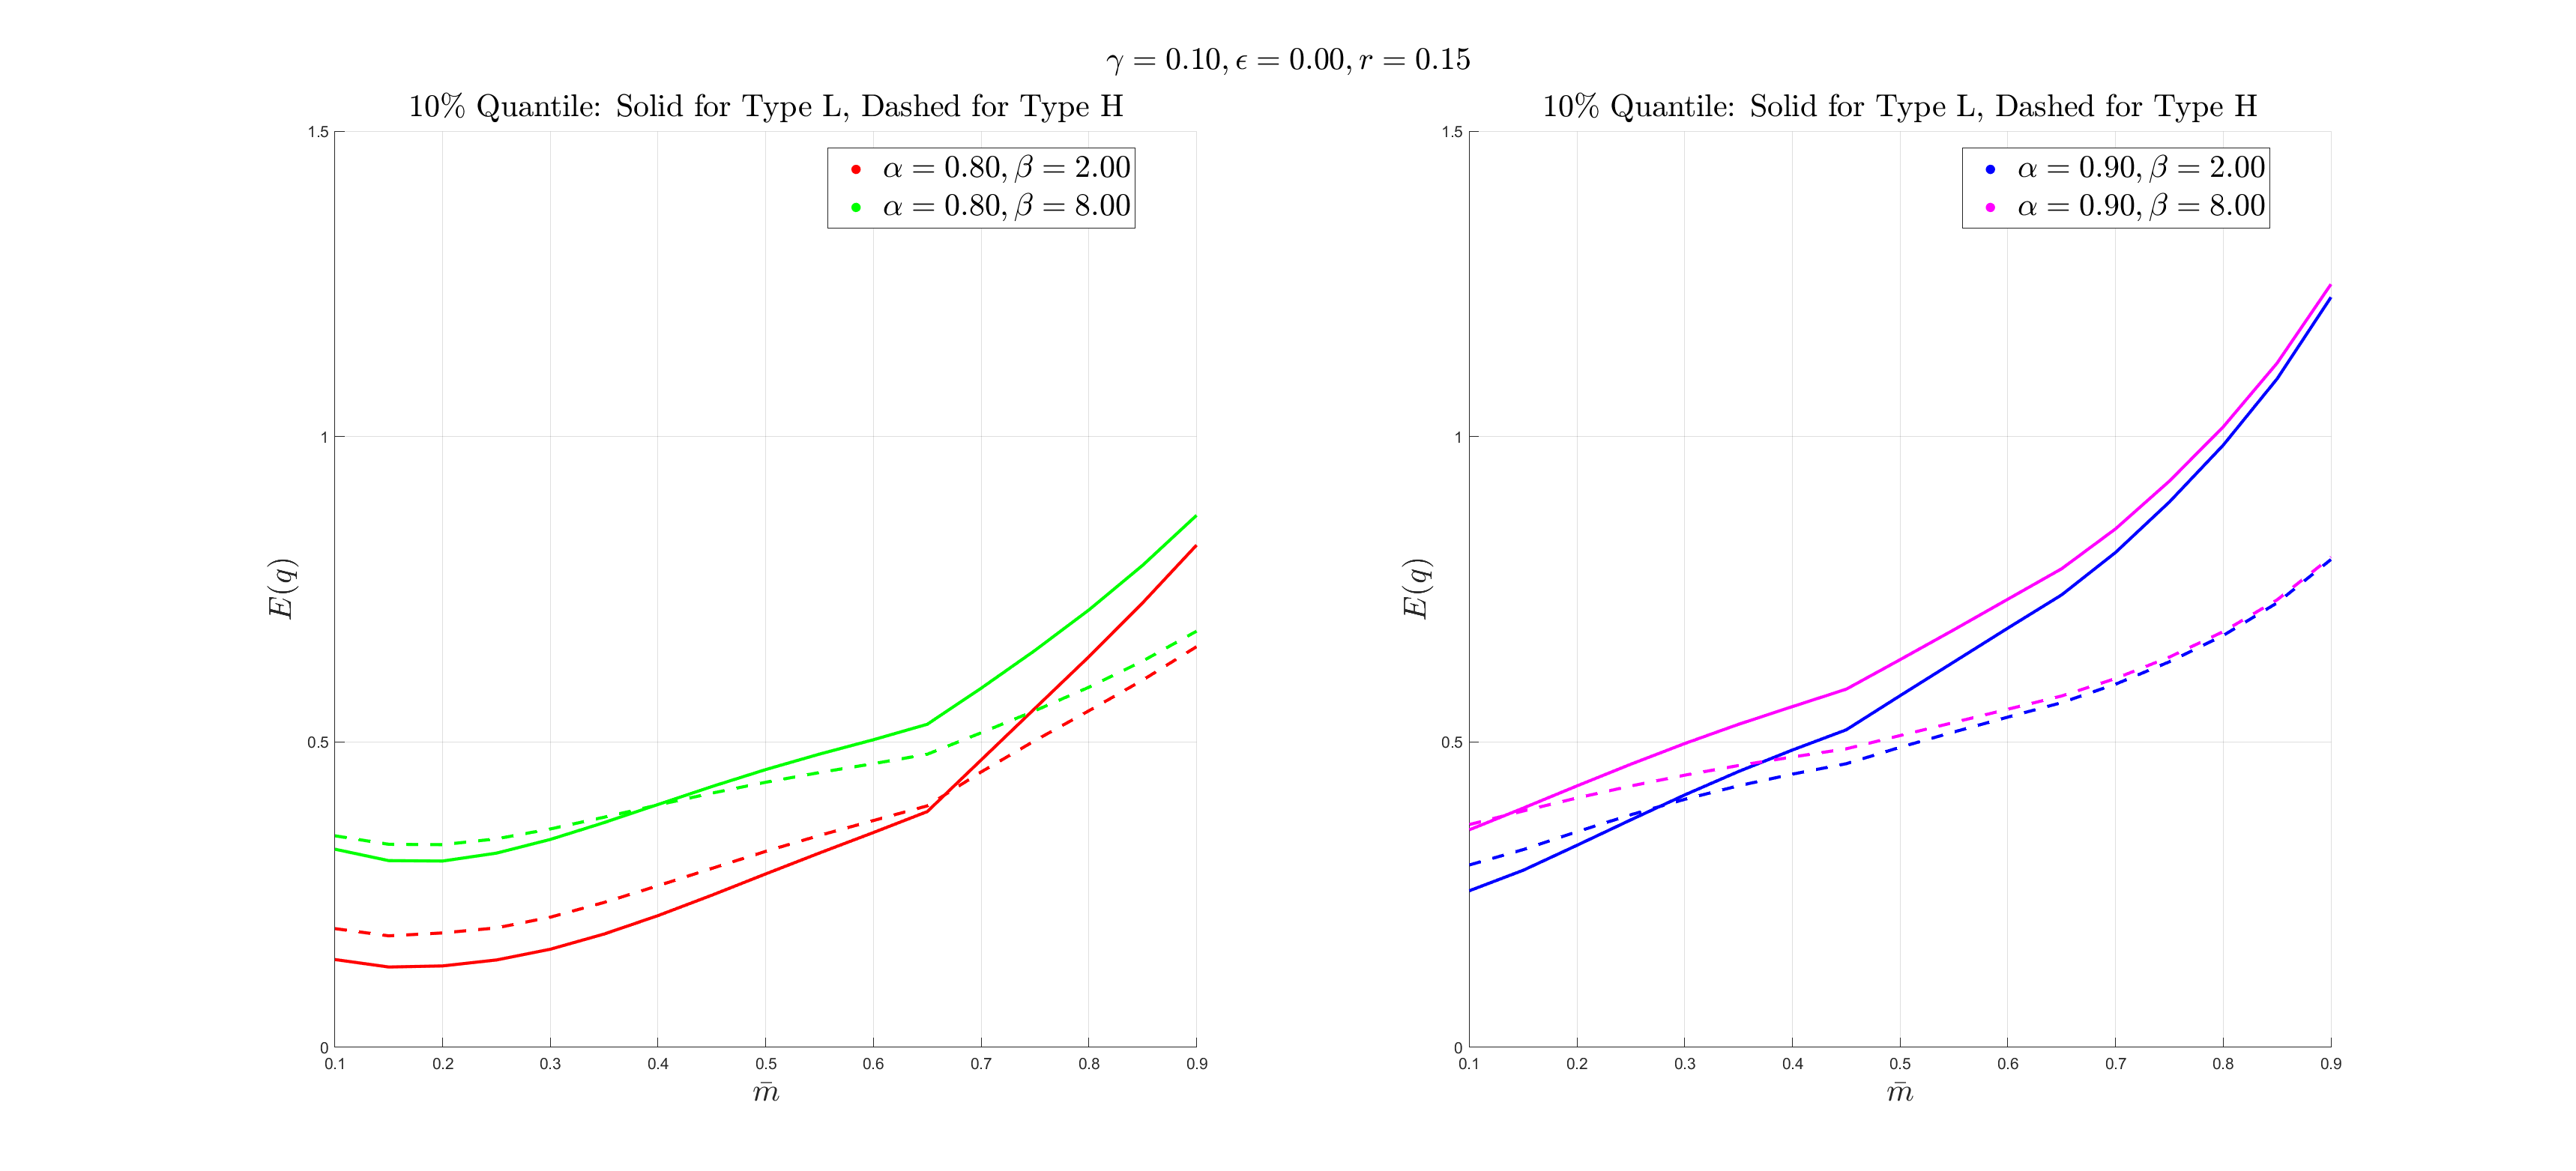 γ = 0.10, ϵ = 0.00, r = 0.15
10% Quantile: Solid for Type L, Dashed for Type H
α = 0.80, β = 2.00
α = 0.80, β = 8.00
1.5
1
0.5
0
E(q)
0.1 0.2 0.3 0.4 0.5 0.6 0.7 0.8 0.9
m̄
10% Quantile: Solid for Type L, Dashed for Type H
α = 0.90, β = 2.00
α = 0.90, β = 8.00
1.5
1
0.5
0
E(q)
0.1 0.2 0.3 0.4 0.5 0.6 0.7 0.8 0.9
m̄